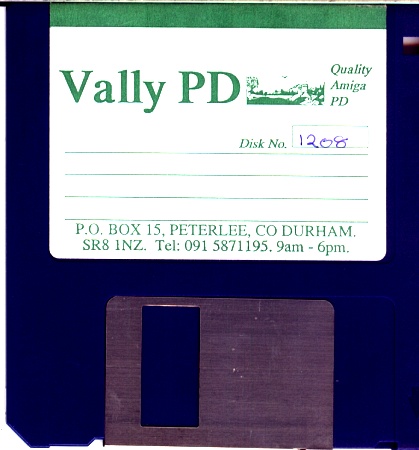 Vally PD
Quality
Amiga
PD
Disk No. 1208
P.O. BOX 15, PETERLEE, CO DURHAM.
SR8 1NZ. Tel: 091 5871195. 9am - 6pm.